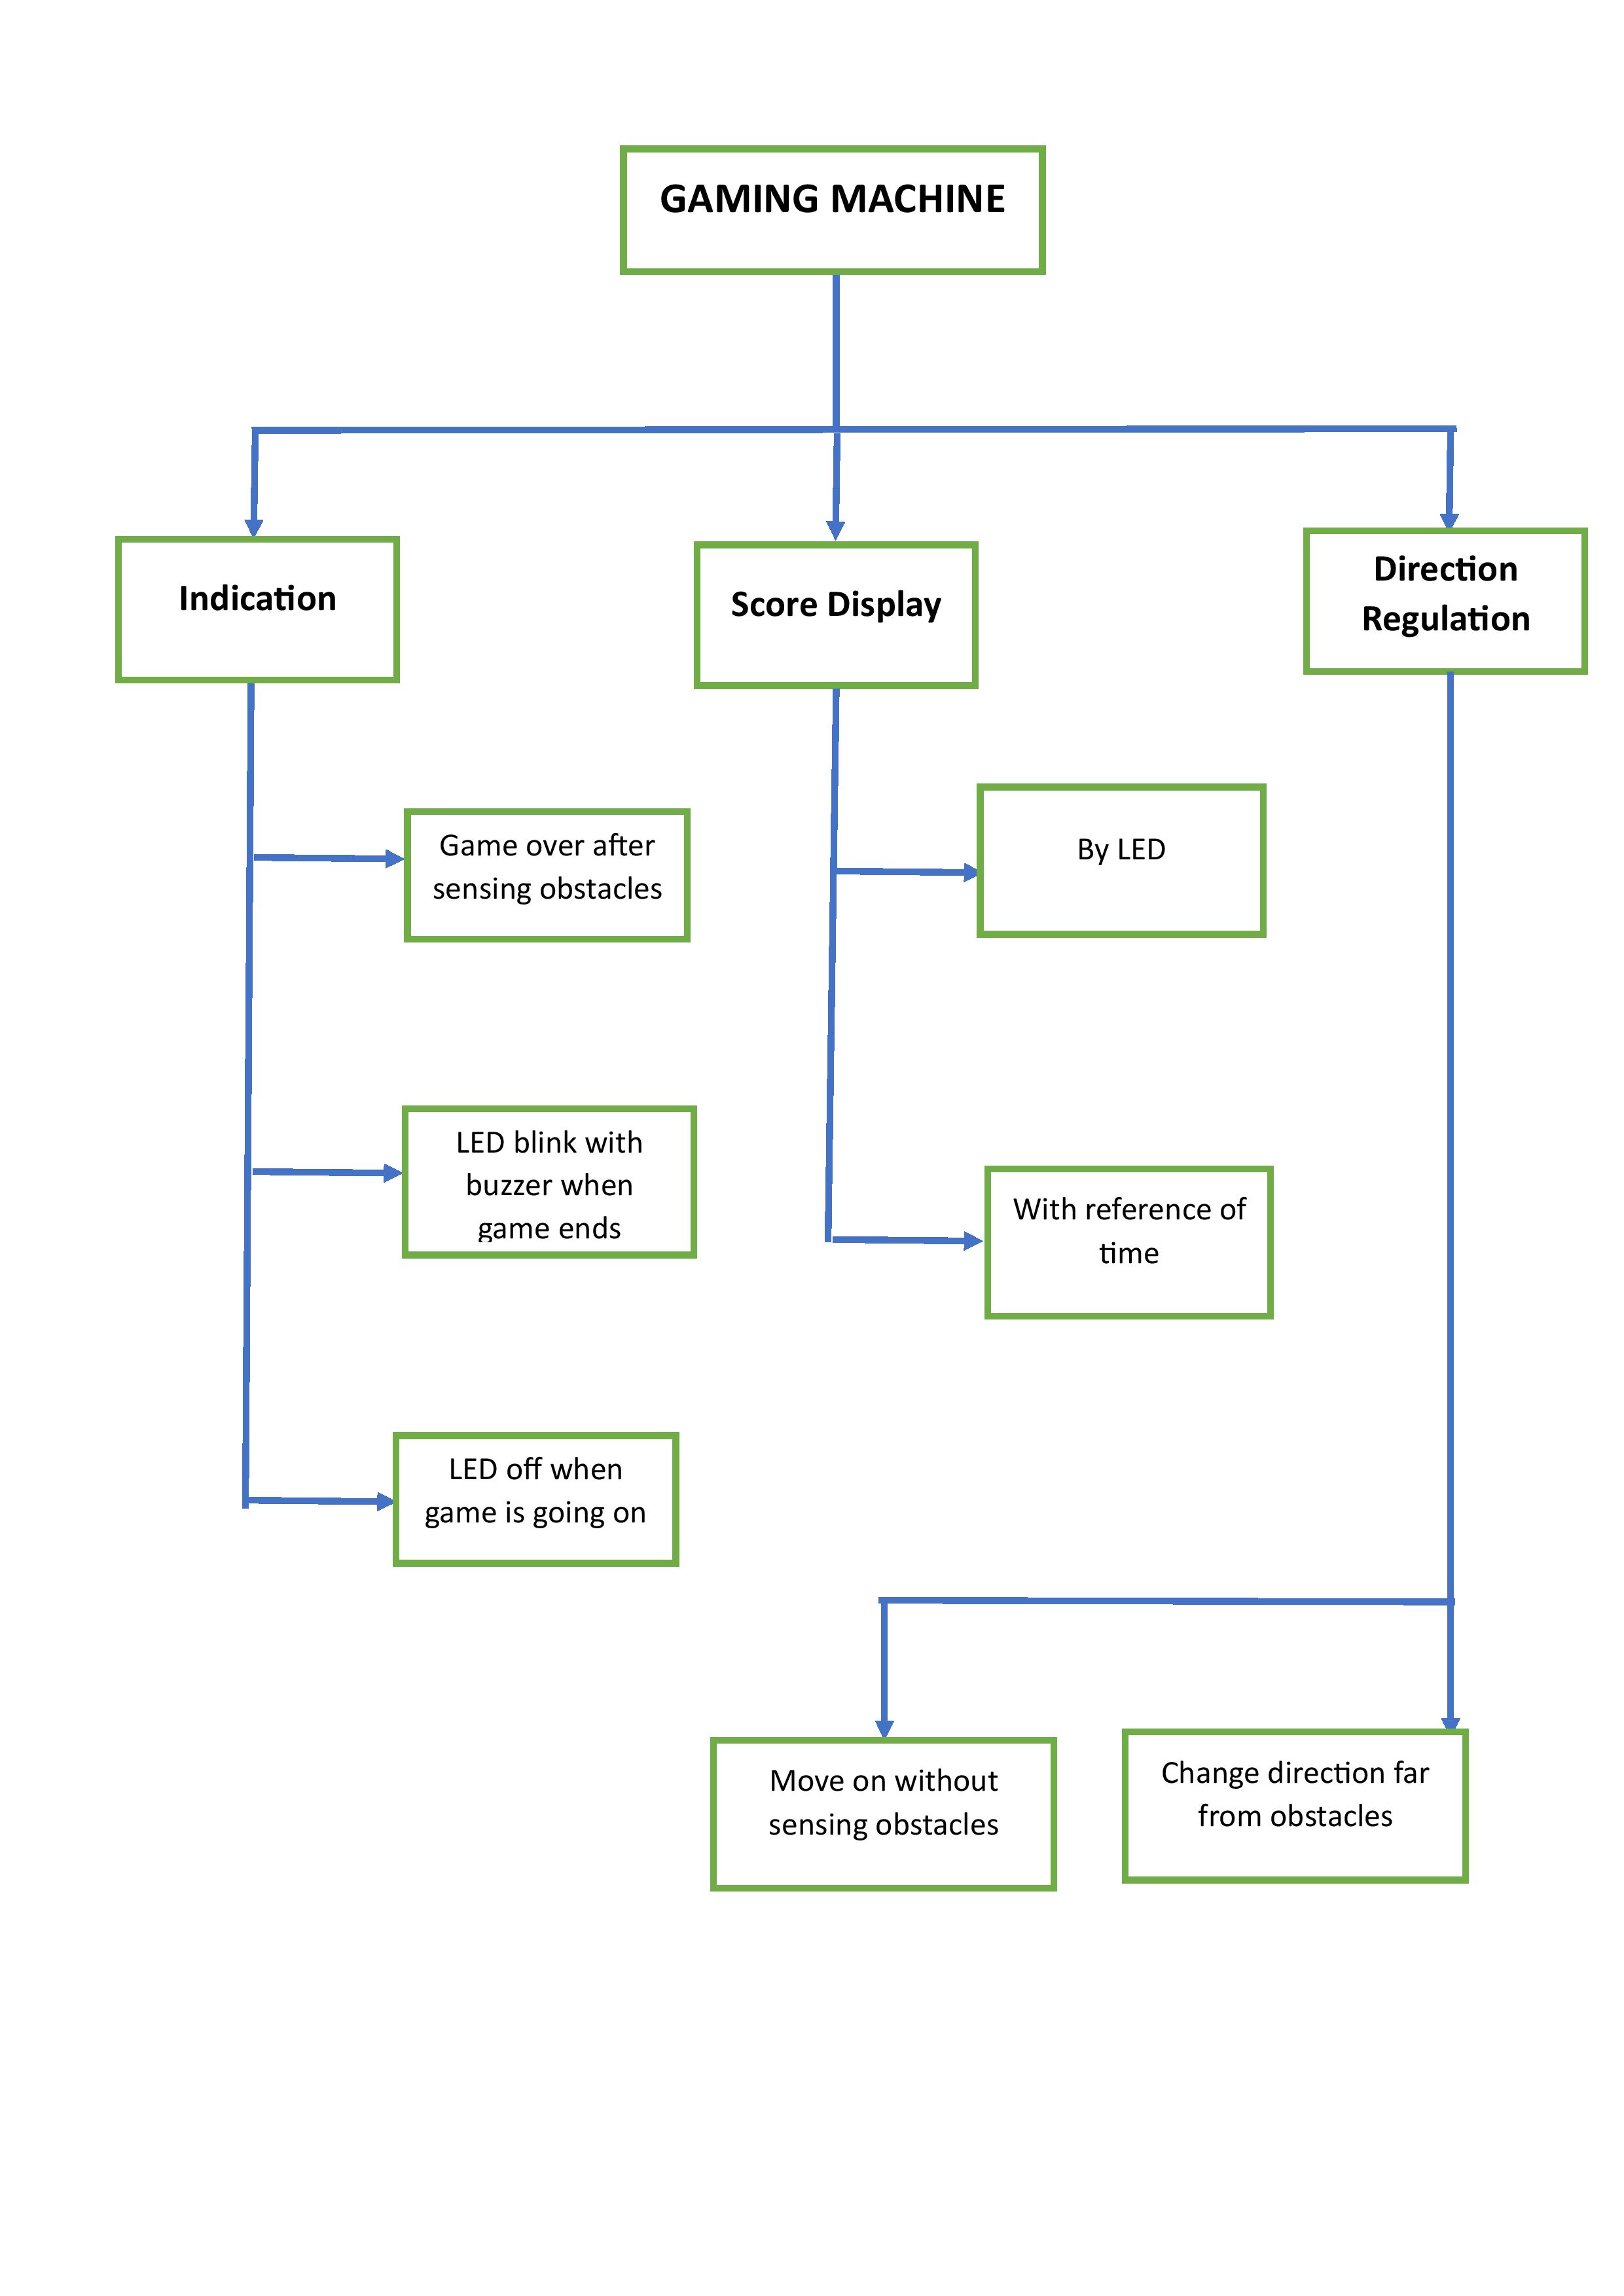 GAMING MACHINE
Indication
Score Display
Direction
Regulation
Game over after
sensing obstacles
By LED
LED blink with
buzzer when
game ends
With reference of
time
LED off when
game is going on
Move on without
sensing obstacles
Change direction far
from obstacles